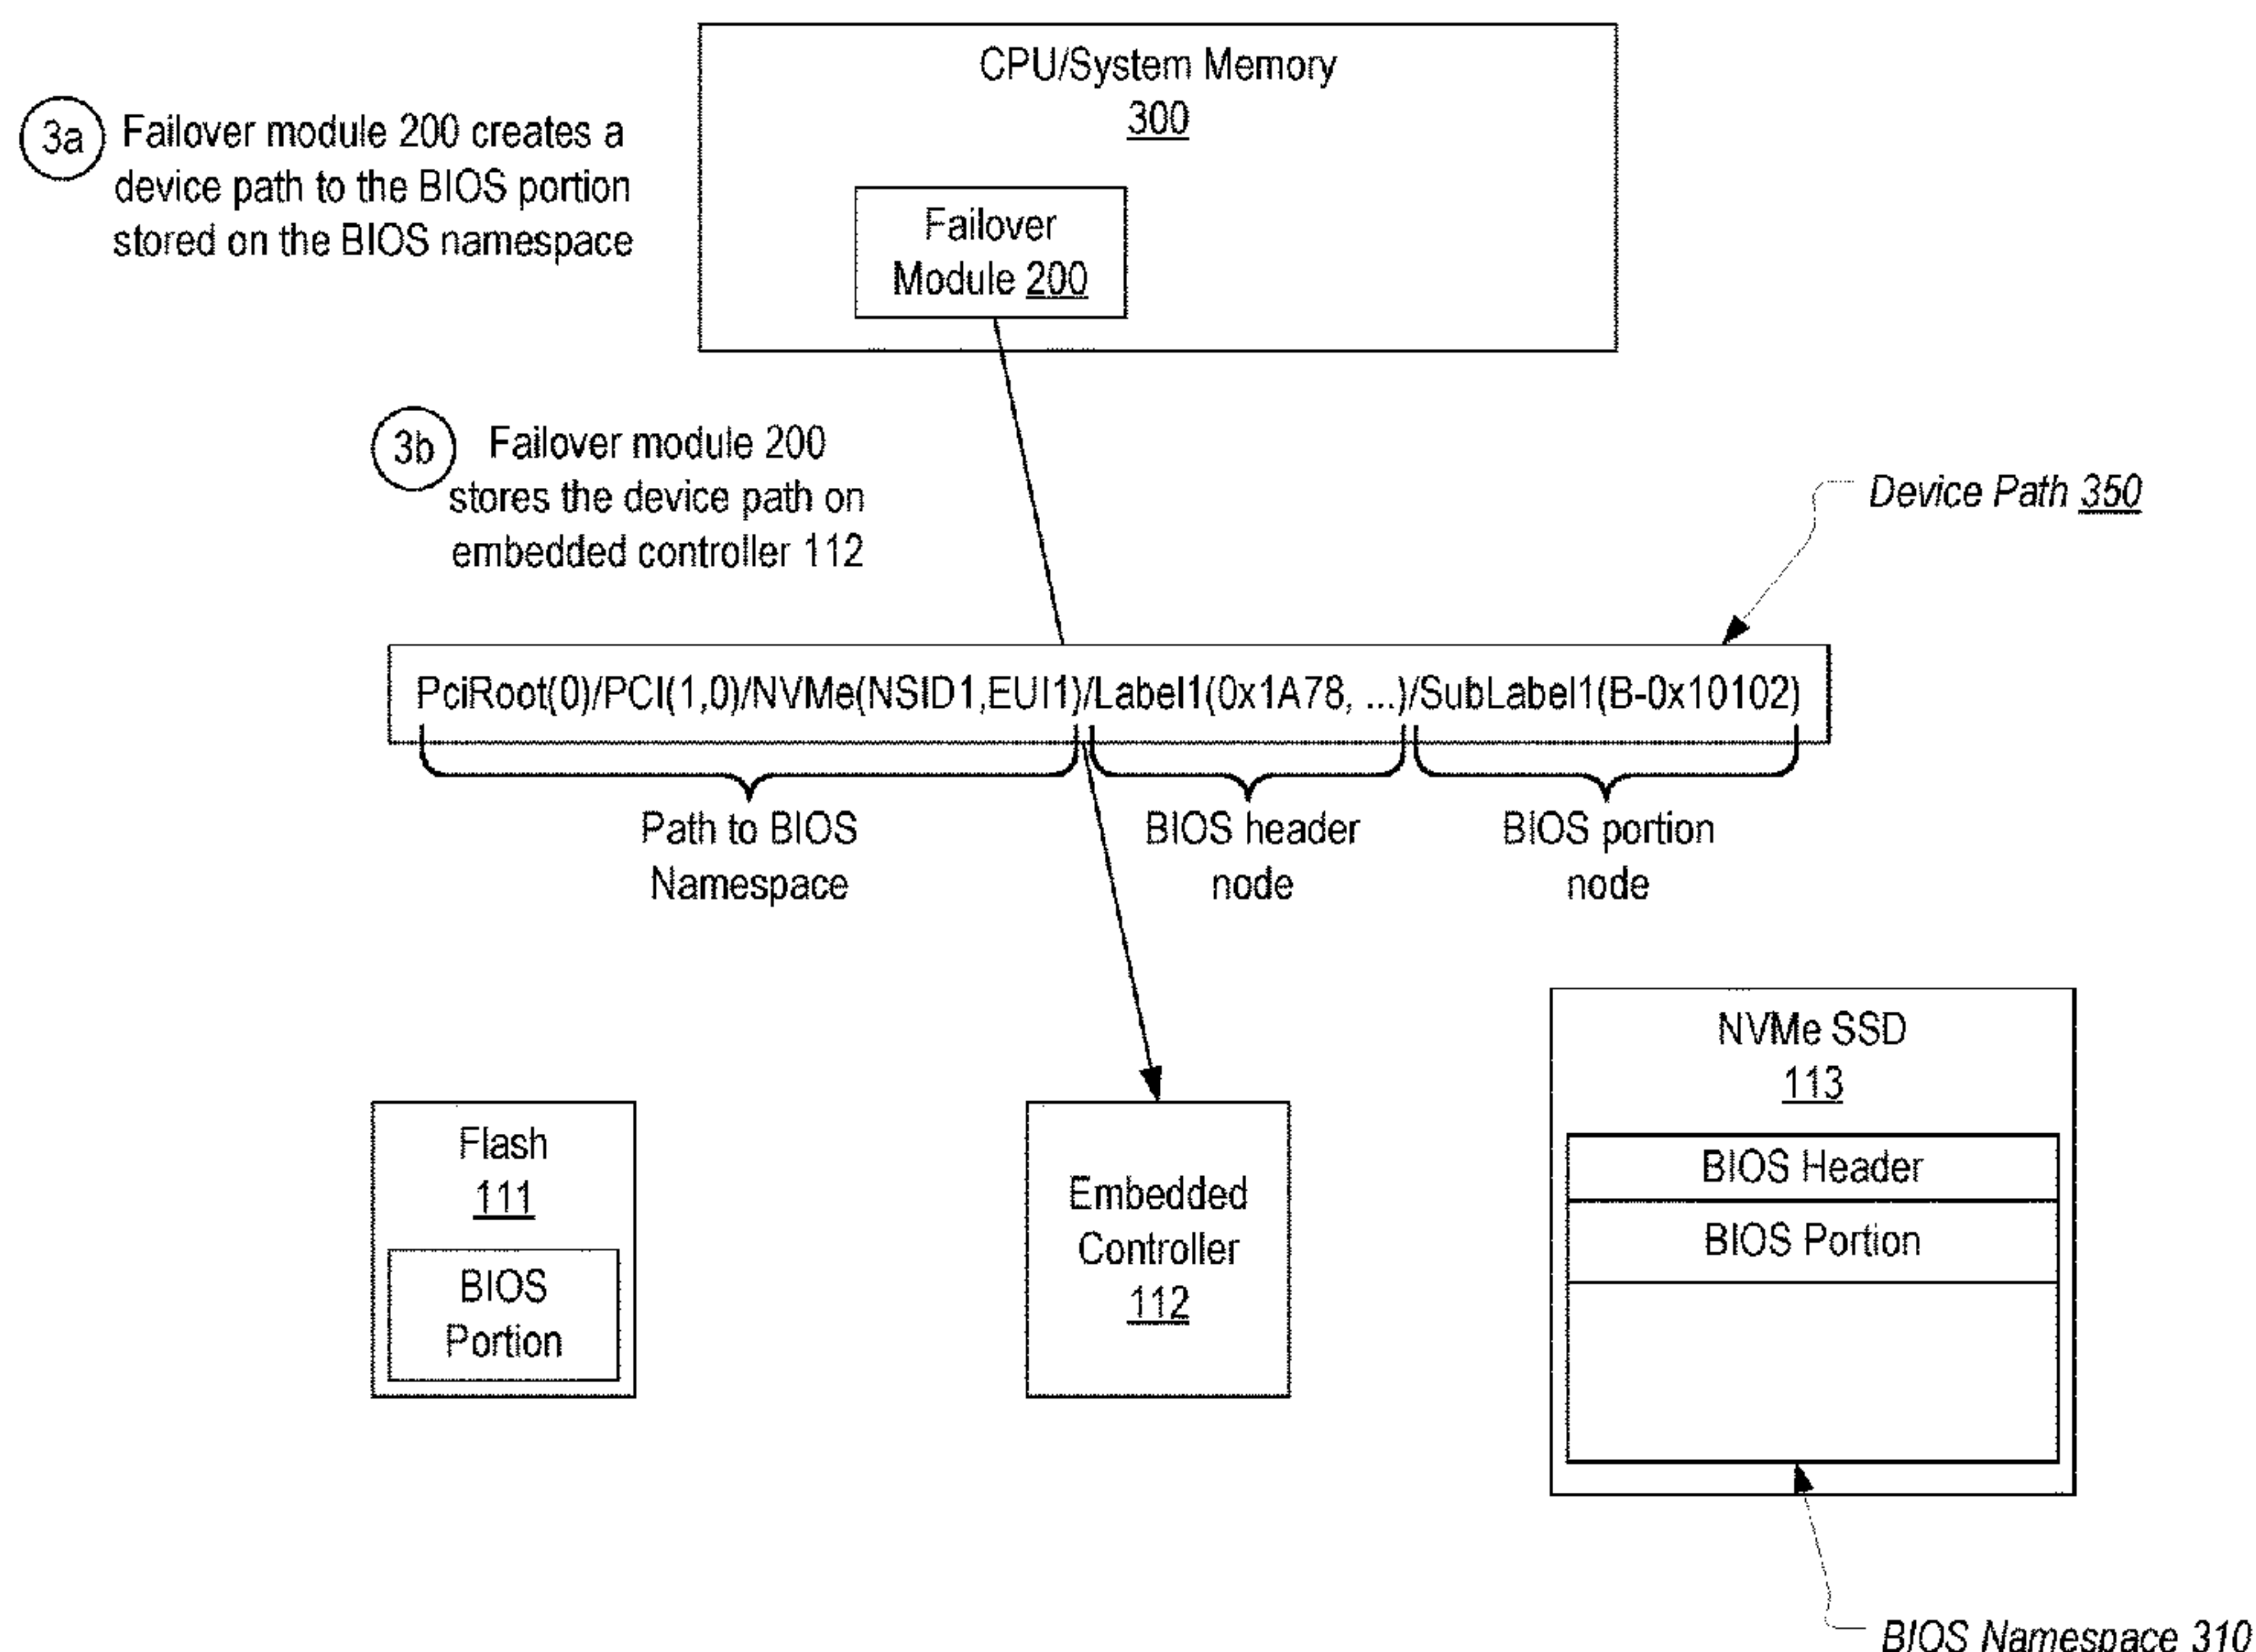 CPU/System Memory
300
3a
Failover module 200 creates a
device path to the BIOS portion
stored on the BIOS namespace
Failover
Module 200
3b
Failover module 200
stores the device path on
embedded controller 112
Device Path 350
PciRoot(0)/PCI(1,0)/NVMe(NSID1,EUI1)/Label1(0x1A78, ...)/SubLabel1(B-0x10102)
Path to BIOS
Namespace
BIOS header
node
BIOS portion
node
Flash
111
BIOS
Portion
Embedded
Controller
112
NVMe SSD
113
BIOS Header
BIOS Portion
BIOS Namespace 310